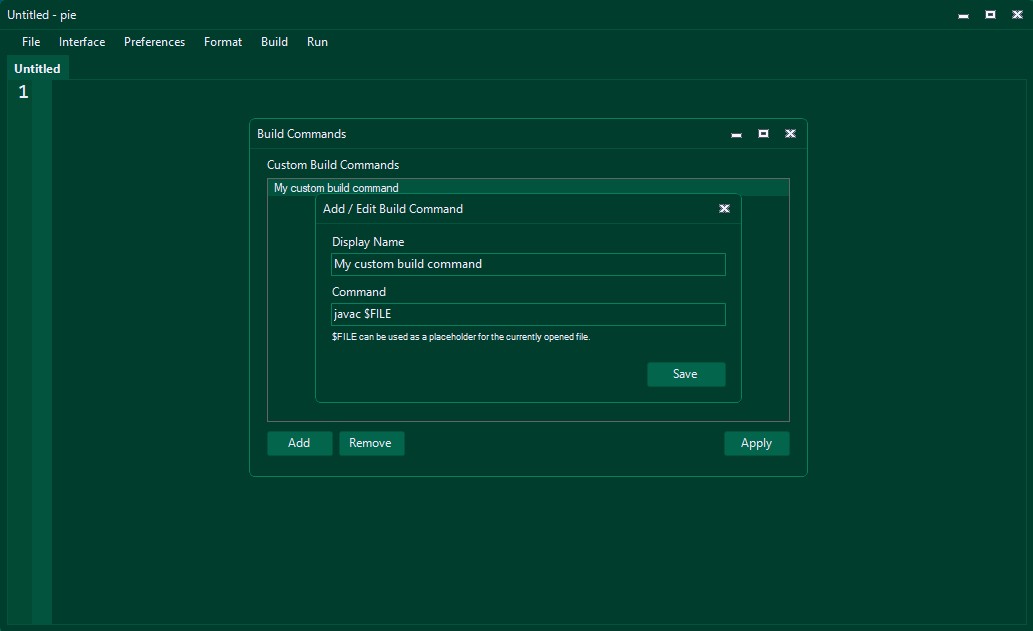 Untitled - pie
File Interface Preferences Format Build Run
Untitled
1
Build Commands
Custom Build Commands
My custom build command
Add / Edit Build Command
Display Name
My custom build command
Command
javac $FILE
$FILE can be used as a placeholder for the currently opened file.
Save
Add Remove Apply